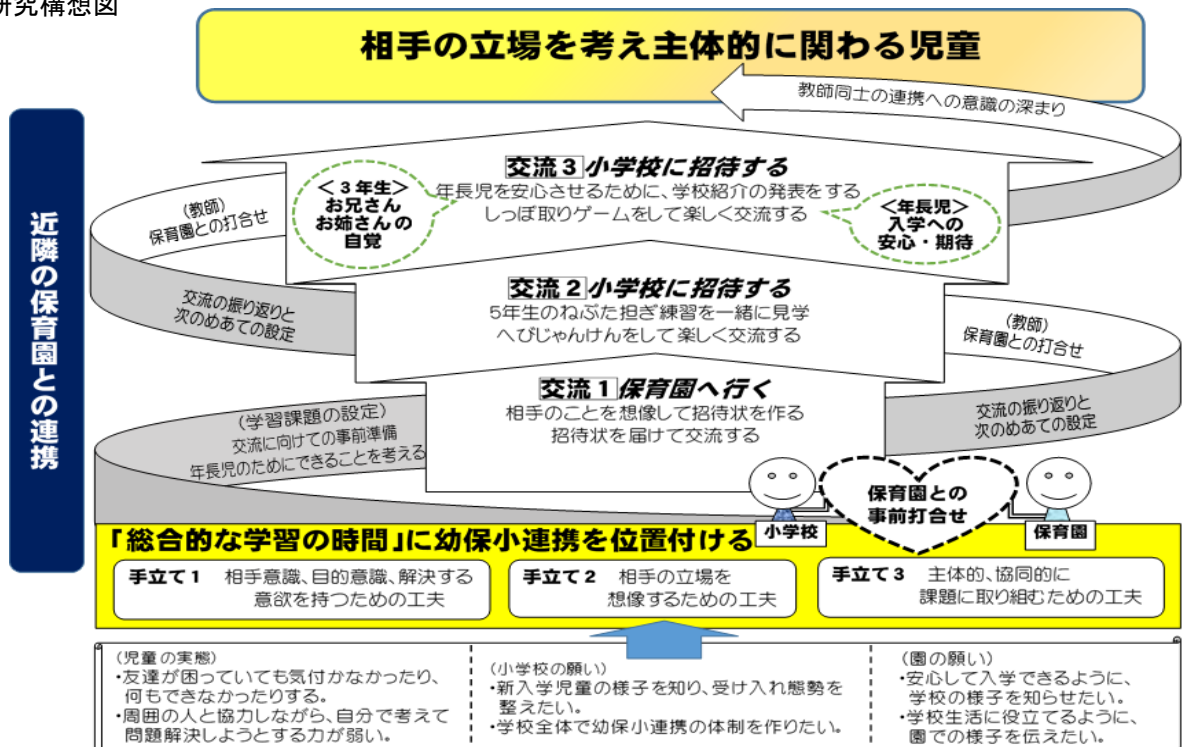 研究構想図
相手の立場を考え主体的に関わる児童
教師同士の連携への意識の深まり
近隣の保育園との連携
交流3 小学校に招待する
年長児を安心させるために、学校紹介の発表をする
しっぽ取りゲームをして楽しく交流する
＜3年生＞
お兄さん
お姉さんの
自覚
＜年長児＞
入学への
安心・期待
(教師)
保育園との打合せ
交流の振り返りと
次のめあての設定
交流2 小学校に招待する
5年生のねぶた担ぎ練習を一緒に見学
へびじゃんけんをして楽しく交流する
(教師)
保育園との打合せ
交流の振り返りと
次のめあての設定
交流1 保育園へ行く
相手のことを想像して招待状を作る
招待状を届けて交流する
(学習課題の設定)
交流に向けての事前準備
年長児のためにできることを考える
保育園との
事前打合せ
小学校
保育園
「総合的な学習の時間」に幼保小連携を位置付ける
手立て1 相手意識、目的意識、解決する
意欲を持つための工夫
手立て2 相手の立場を
想像するための工夫
手立て3 主体的、協同的に
課題に取り組むための工夫
(児童の実態)
・友達が困っていても気付かなかったり、
何もできなかったりする。
・周囲の人と協力しながら、自分で考えて
問題解決しようとする力が弱い。
(小学校の願い)
・新入学児童の様子を知り、受け入れ態勢を
整えたい。
・学校全体で幼保小連携の体制を作りたい。
(園の願い)
・安心して入学できるように、
学校の様子を知らせたい。
・学校生活に役立てるように、
園での様子を伝えたい。